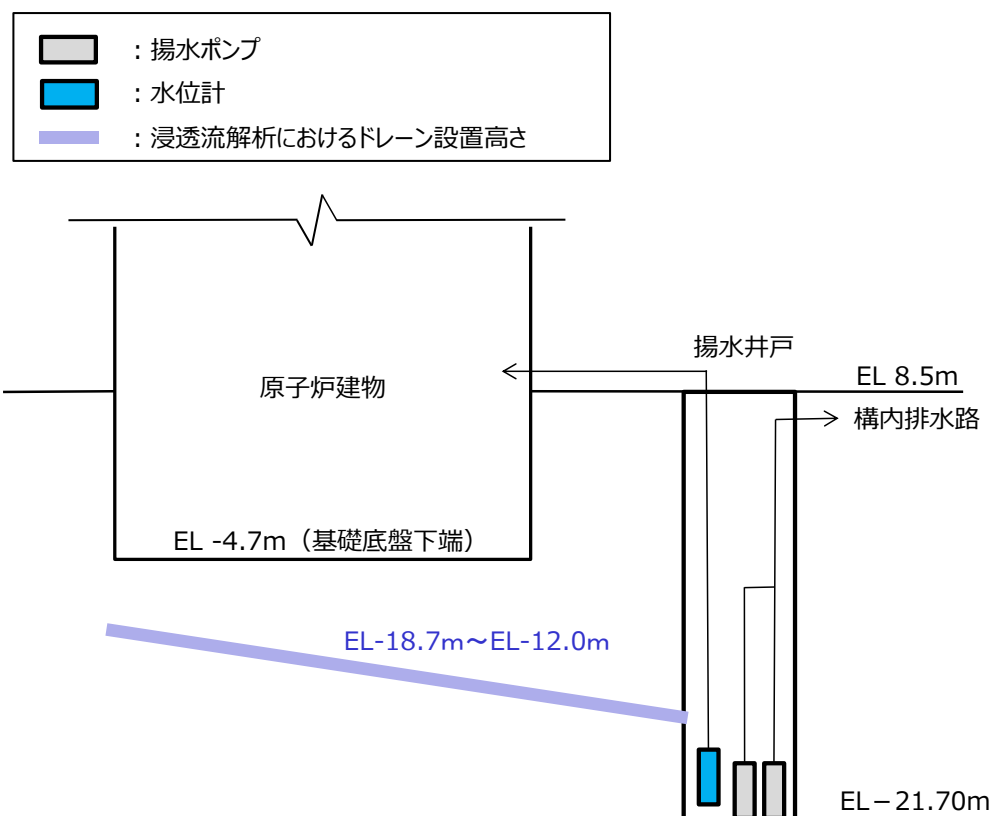 ：揚水ポンプ
：水位計
：浸透流解析におけるドレーン設置高さ
揚水井戸
原子炉建物
EL 8.5m
構内排水路
EL -4.7m（基礎底盤下端）
EL-18.7m～EL-12.0m
EL－21.70m